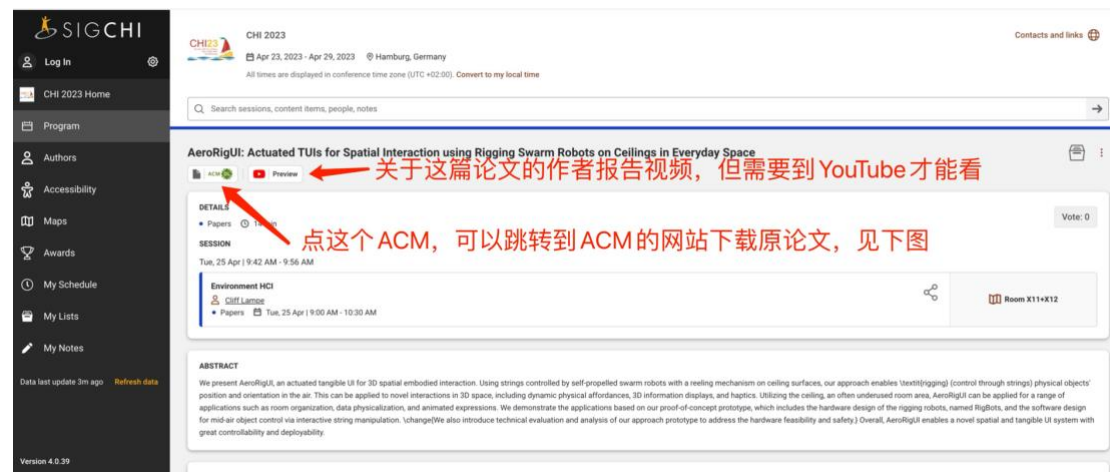 SIGCHI
Log In
CHI 2023 Home
Program
Authors
Accessibility
Maps
Awards
My Schedule
My Lists
My Notes
Data last update 3m ago Refresh data
Version 4.0.39
CHI23
CHI 2023
Contacts and links
Apr 23, 2023 - Apr 29, 2023 Hamburg, Germany
All times are displayed in conference time zone (UTC +02:00). Convert to my local time
Search sessions, content items, people, notes
AeroRigUI: Actuated TUIs for Spatial Interaction using Rigging Swarm Robots on Ceilings in Everyday Space
ACM Preview
关于这篇论文的作者报告视频，但需要到YouTube才能看
DETAILS
Vote: 0
• Papers
点这个ACM，可以跳转到ACM的网站下载原论文，见下图
SESSION
Tue, 25 Apr | 9:42 AM - 9:56 AM
Environment HCI
Cliff Lampe
• Papers Tue, 25 Apr | 9:00 AM - 10:30 AM
Room X11+X12
ABSTRACT
We present AeroRigUI, an actuated tangible UI for 3D spatial embodied interaction. Using strings controlled by self-propelled swarm robots with a reeling mechanism on ceiling surfaces, our approach enables \textit{rigging} (control through strings) physical objects'
position and orientation in the air. This can be applied to novel interactions in 3D space, including dynamic physical affordances, 3D information displays, and haptics. Utilizing the ceiling, an often underused room area, AeroRigUI can be applied for a range of
applications such as room organization, data physicalization, and animated expressions. We demonstrate the applications based on our proof-of-concept prototype, which includes the hardware design of the rigging robots, named RigBots, and the software design
for mid-air object control via interactive string manipulation. \change{We also introduce technical evaluation and analysis of our approach prototype to address the hardware feasibility and safety.} Overall, AeroRigUI enables a novel spatial and tangible UI system with
great controllability and deployability.